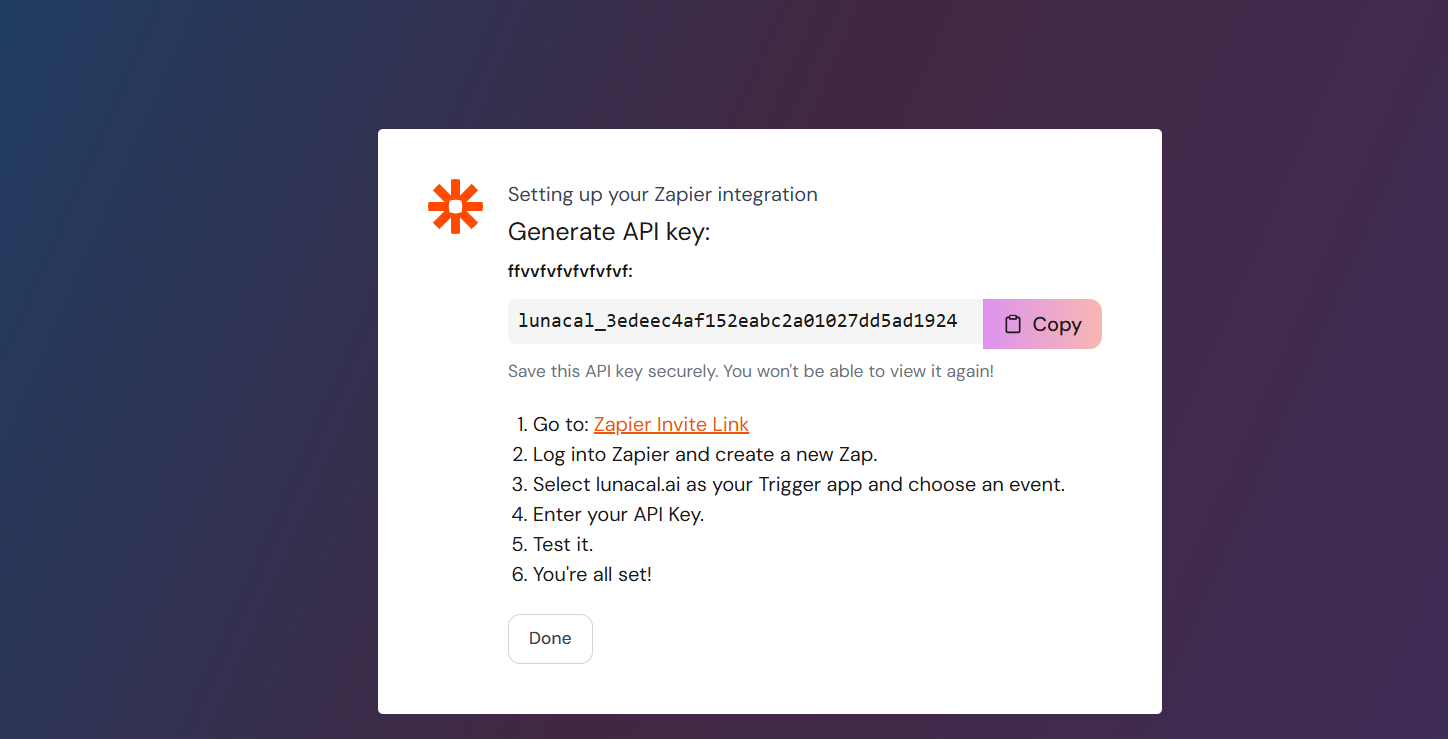 Setting up your Zapier integration
Generate API key:
ffvvfvfvfvfvfvf:
lunacal_3edeec4af152eabc2a01027dd5ad1924
Copy
Save this API key securely. You won't be able to view it again!
1. Go to: Zapier Invite Link
2. Log into Zapier and create a new Zap.
3. Select lunacal.ai as your Trigger app and choose an event.
4. Enter your API Key.
5. Test it.
6. You're all set!
Done